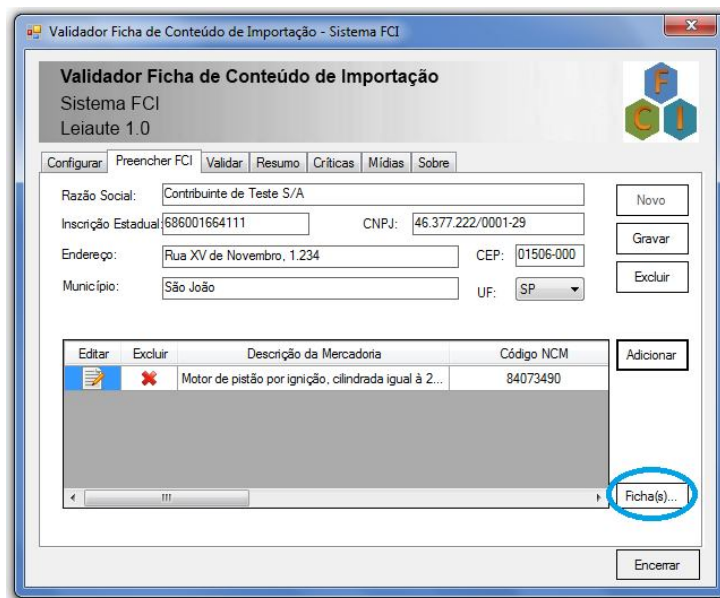 Validador Ficha de Conteúdo de Importação - Sistema FCI
Validador Ficha de Conteúdo de Importação
Sistema FCI
Leiaute 1.0
F
C I
Configurar Preencher FCI Validar Resumo Críticas Mídias Sobre
Razão Social: Contribuinte de Teste S/A Novo
Inscrição Estadual: 686001664111 CNPJ: 46.377.222/0001-29 Gravar
Endereço: Rua XV de Novembro, 1.234 CEP: 01506-000 Excluir
Município: São João UF: SP
Editar Excluir Descrição da Mercadoria Código NCM Adicionar
Motor de pistão por ignição, cilindrada igual à 2... 84073490
Ficha(s)...
Encerrar